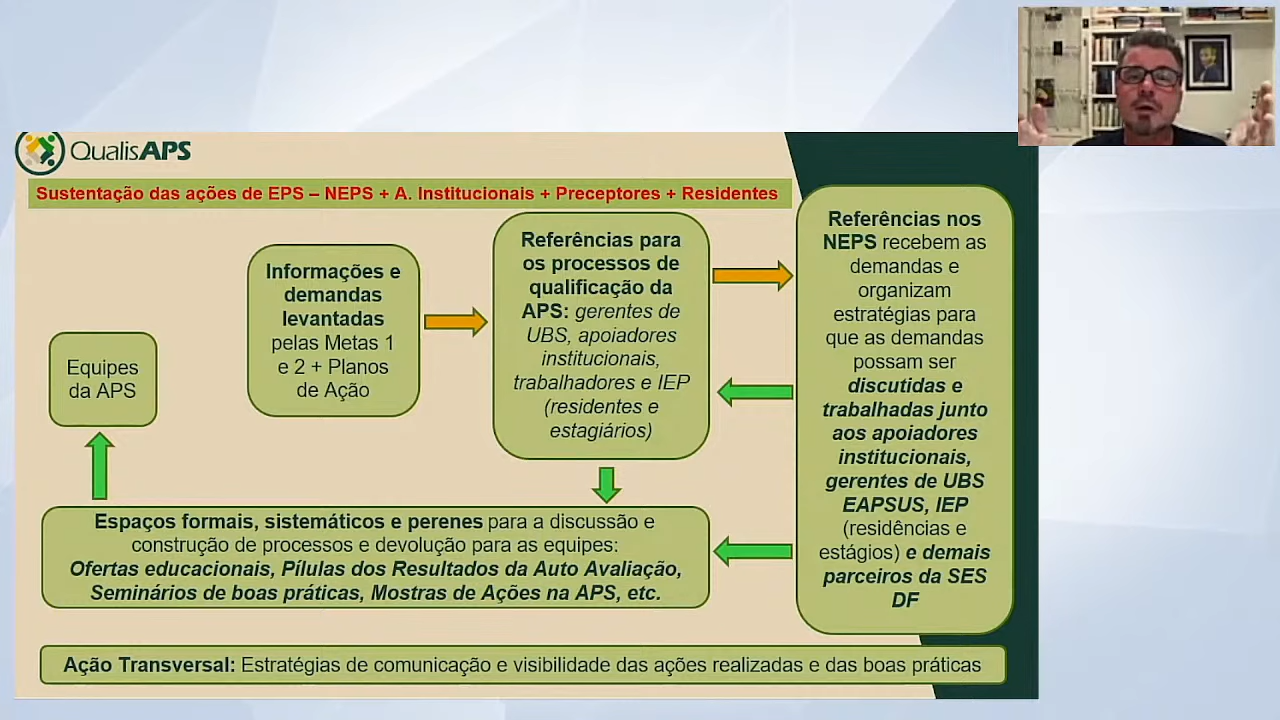 QualisAPS
Sustentação das ações de EPS – NEPS + A. Institucionais + Preceptores + Residentes
Equipes
da APS
Informações e
demandas
levantadas
pelas Metas 1
e 2 + Planos
de Ação
Referências para
os processos de
qualificação da
APS: gerentes de
UBS, apoiadores
institucionais,
trabalhadores e IEP
(residentes e
estagiários)
Referências nos
NEPS recebem as
demandas e
organizam
estratégias para
que as demandas
possam ser
discutidas e
trabalhadas junto
aos apoiadores
institucionais,
gerentes de UBS
EAPSUS, IEP
(residências e
estágios) e demais
parceiros da SES
DF
Espaços formais, sistemáticos e perenes para a discussão e
construção de processos e devolução para as equipes:
Ofertas educacionais, Pílulas dos Resultados da Auto Avaliação,
Seminários de boas práticas, Mostras de Ações na APS, etc.
Ação Transversal: Estratégias de comunicação e visibilidade das ações realizadas e das boas práticas